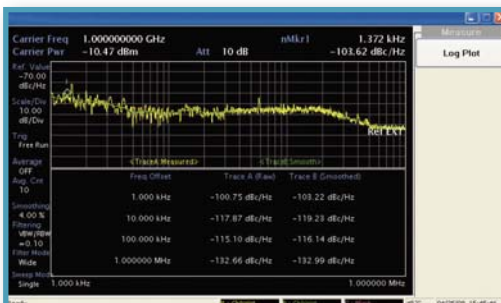 Carrier Freq 1.000000000 GHz nMkr1 1.372 kHz
Carrier Pwr -10.47 dBm Att 10 dB -103.62 dBc/Hz
Measure
Log Plot
Ref. Value
-70.00
dBc/Hz
Scale/Div
10.00
dB/Div
Trig
Free Run
Ref EXT
Average
OFF
Avg. Cnt
10
Smoothing
4.00 %
Filtering
VBW/RBW
=0.10
Filter Mode
Wide
Sweep Mode
Single
<TraceA Measured> <TraceB Smooth>
Freq Offset Trace A (Raw) Trace B (Smoothed)
1.000 kHz -100.75 dBc/Hz -103.22 dBc/Hz
10.000 kHz -117.87 dBc/Hz -119.23 dBc/Hz
100.000 kHz -115.10 dBc/Hz -116.14 dBc/Hz
1.000000 MHz -132.66 dBc/Hz -132.99 dBc/Hz
1.000 kHz 1.000000 MHz